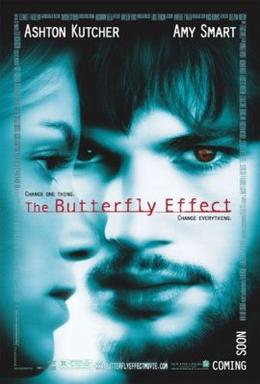 ASHTON KUTCHER AMY SMART
CHANGE ONE THING.
The Butterfly Effect
CHANGE EVERYTHING.
COMING SOON